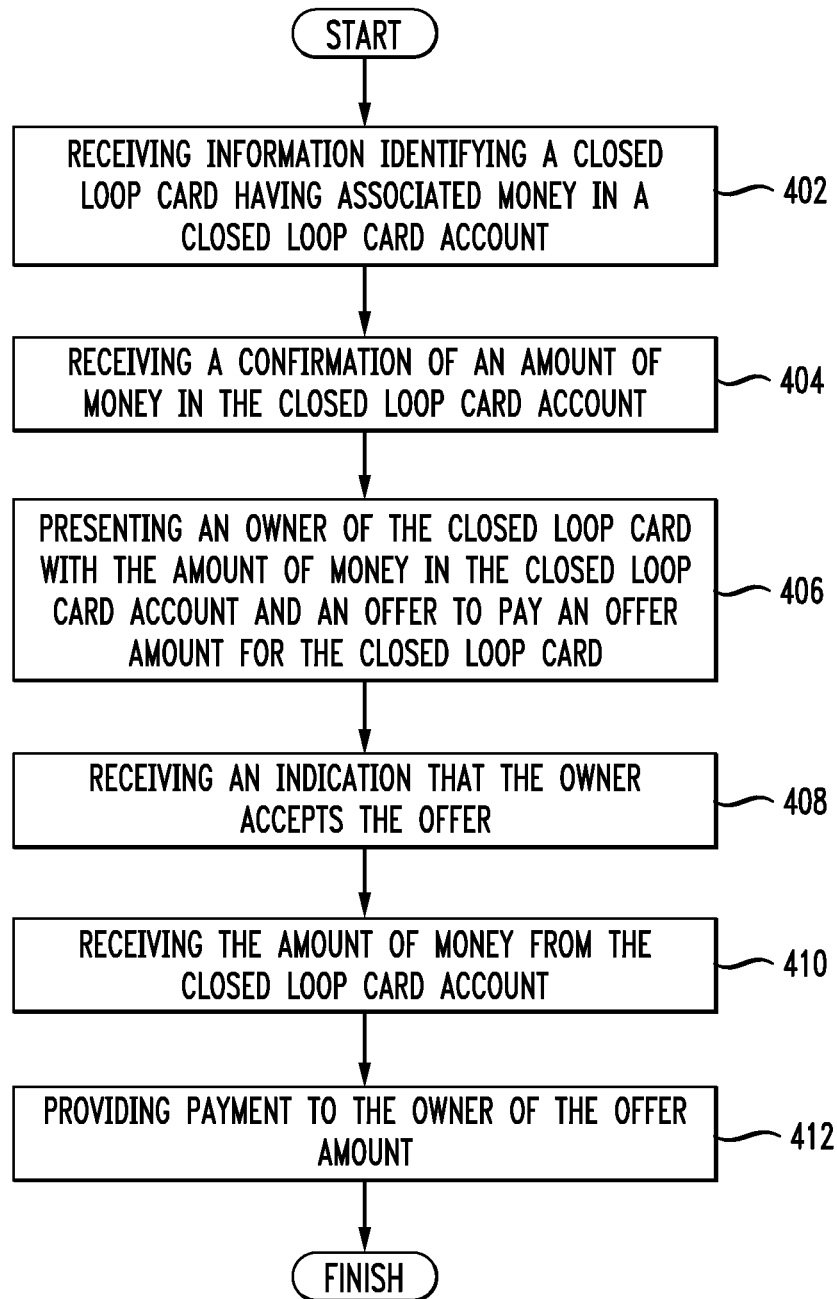 START
RECEIVING INFORMATION IDENTIFYING A CLOSED
LOOP CARD HAVING ASSOCIATED MONEY IN A
CLOSED LOOP CARD ACCOUNT
402
RECEIVING A CONFIRMATION OF AN AMOUNT OF
MONEY IN THE CLOSED LOOP CARD ACCOUNT
404
PRESENTING AN OWNER OF THE CLOSED LOOP CARD
WITH THE AMOUNT OF MONEY IN THE CLOSED LOOP
CARD ACCOUNT AND AN OFFER TO PAY AN OFFER
AMOUNT FOR THE CLOSED LOOP CARD
406
RECEIVING AN INDICATION THAT THE OWNER
ACCEPTS THE OFFER
408
RECEIVING THE AMOUNT OF MONEY FROM THE
CLOSED LOOP CARD ACCOUNT
410
PROVIDING PAYMENT TO THE OWNER OF THE OFFER
AMOUNT
412
FINISH